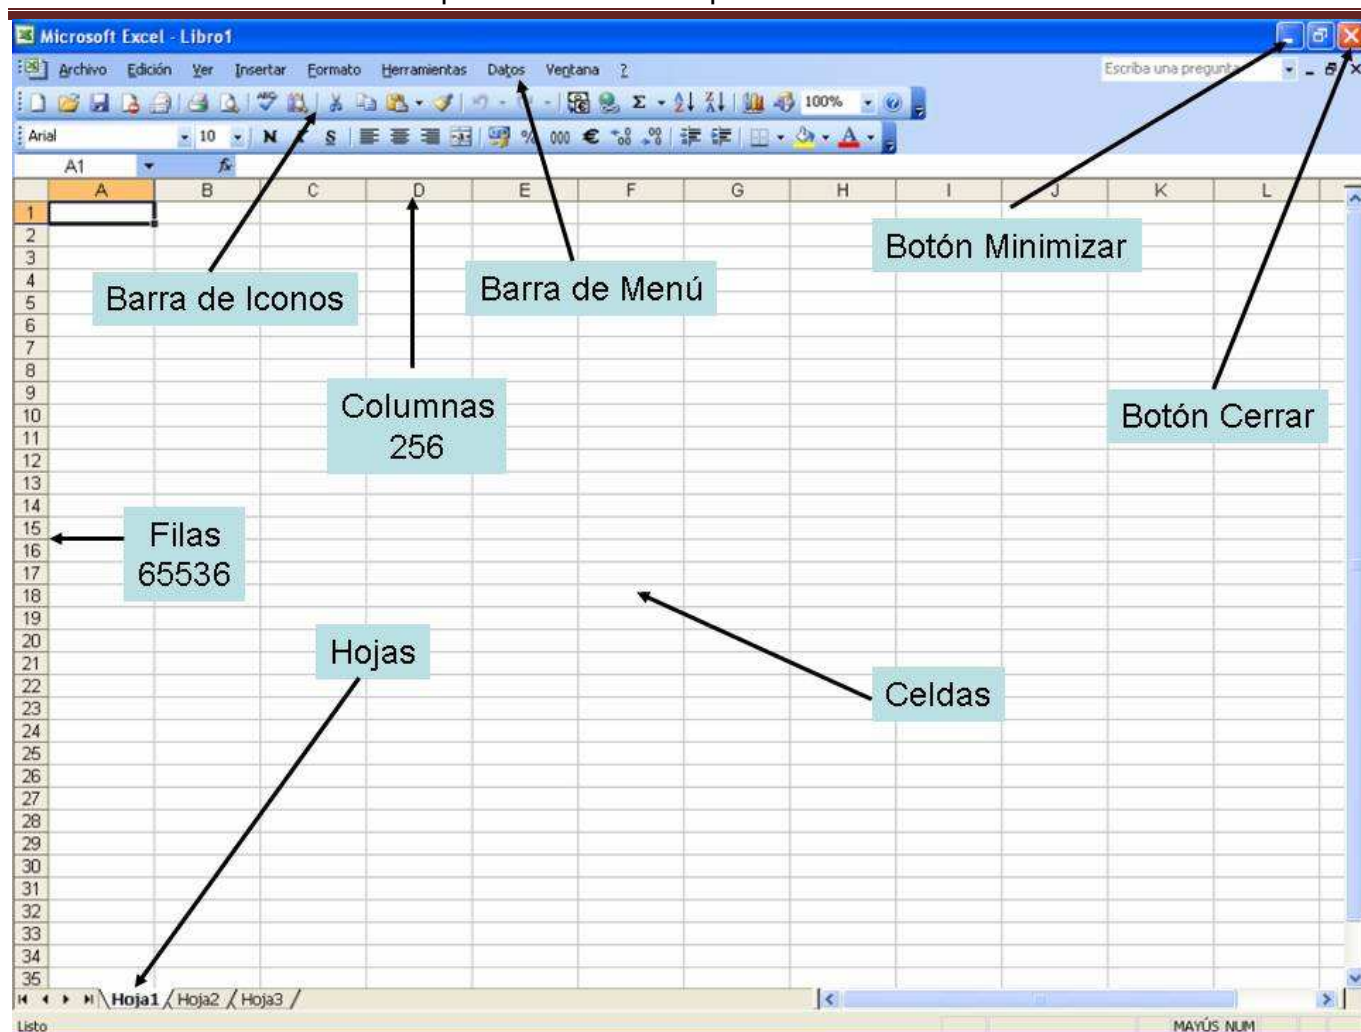 Microsoft Excel - Libro1
Archivo Edición Ver Insertar Formato Herramientas Datos Ventana ?
Escriba una pregunta
Σ 100%
Arial 10 N K S % 000 €
A1 fx
A B C D E F G H I J K L
1
2
3
4
5
6
7
8
9
10
11
12
13
14
15
16
17
18
19
20
21
22
23
24
25
26
27
28
29
30
31
32
33
34
35
Botón Minimizar
Barra de Iconos
Barra de Menú
Columnas
256
Botón Cerrar
Filas
65536
Hojas
Celdas
Hoja1 Hoja2 Hoja3
Listo
MAYÚS NUM